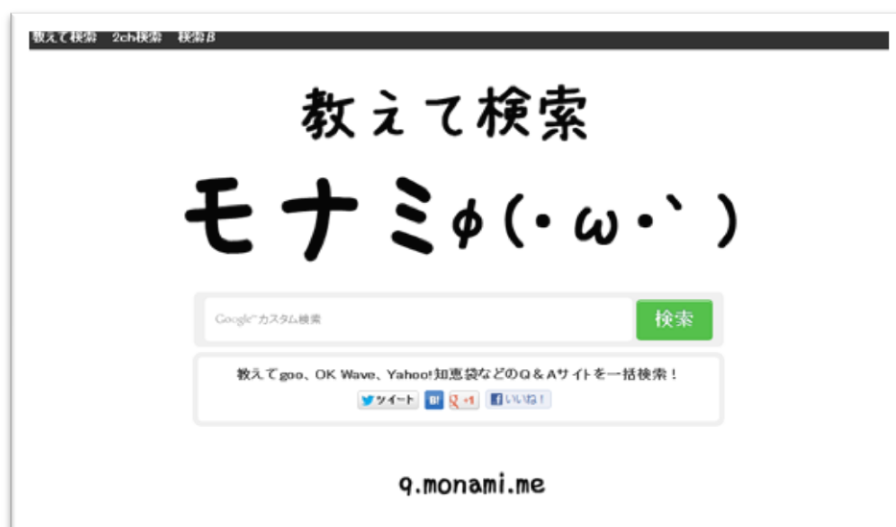 教えて検索 2ch検索 検索β
教えて検索
モナミφ(・ω・` )
Google™カスタム検索
検索
教えてgoo、OK Wave、Yahoo!知恵袋などのQ&Aサイトを一括検索！
ツイート B! +1 いいね！
q.monami.me